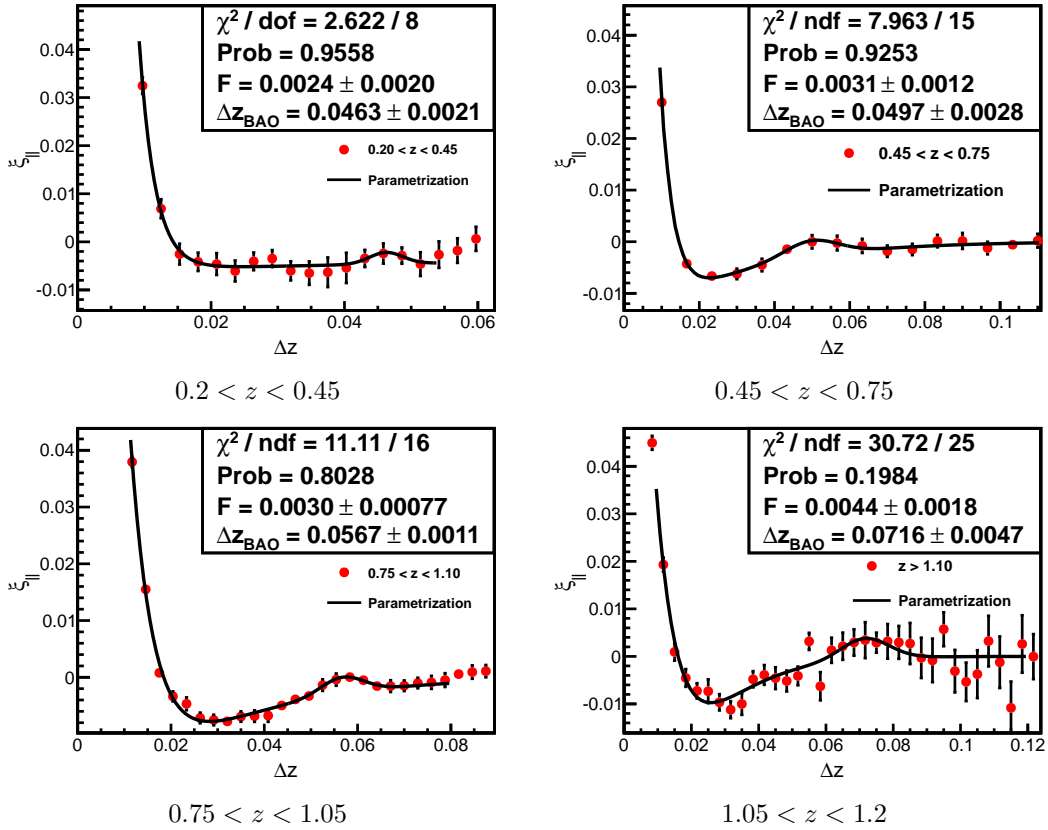 χ² / dof = 2.622 / 8
Prob = 0.9558
F = 0.0024 ± 0.0020
Δz_BAO = 0.0463 ± 0.0021
0.20 < z < 0.45
Parametrization
ξ_||
0.04
0.03
0.02
0.01
0
-0.01
0 0.02 0.04 0.06
Δz
0.2 < z < 0.45
χ² / ndf = 7.963 / 15
Prob = 0.9253
F = 0.0031 ± 0.0012
Δz_BAO = 0.0497 ± 0.0028
0.45 < z < 0.75
Parametrization
ξ_||
0.04
0.03
0.02
0.01
0
-0.01
0 0.02 0.04 0.06 0.08 0.1
Δz
0.45 < z < 0.75
χ² / ndf = 11.11 / 16
Prob = 0.8028
F = 0.0030 ± 0.00077
Δz_BAO = 0.0567 ± 0.0011
0.75 < z < 1.10
Parametrization
ξ_||
0.04
0.03
0.02
0.01
0
0 0.02 0.04 0.06 0.08
Δz
0.75 < z < 1.05
χ² / ndf = 30.72 / 25
Prob = 0.1984
F = 0.0044 ± 0.0018
Δz_BAO = 0.0716 ± 0.0047
z > 1.10
Parametrization
ξ_||
0.04
0.03
0.02
0.01
0
-0.01
0 0.02 0.04 0.06 0.08 0.1 0.12
Δz
1.05 < z < 1.2